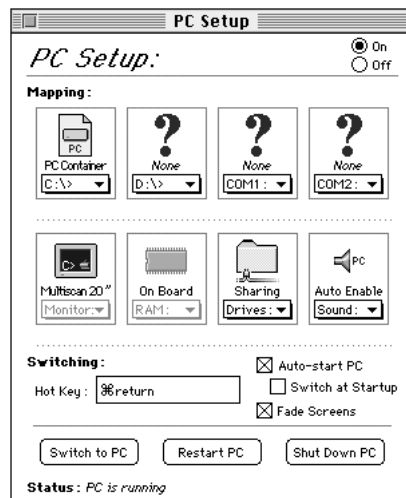 PC Setup
PC Setup:
On
Off
Mapping:
PC
PC Container
None
None
None
C:\>
D:\>
COM1:
COM2:
C>
PC
Multiscan 20"
On Board
Sharing
Auto Enable
Monitor:
RAM:
Drives:
Sound:
Switching:
Auto-start PC
Hot Key: ⌘return
Switch at Startup
Fade Screens
Switch to PC
Restart PC
Shut Down PC
Status: PC is running